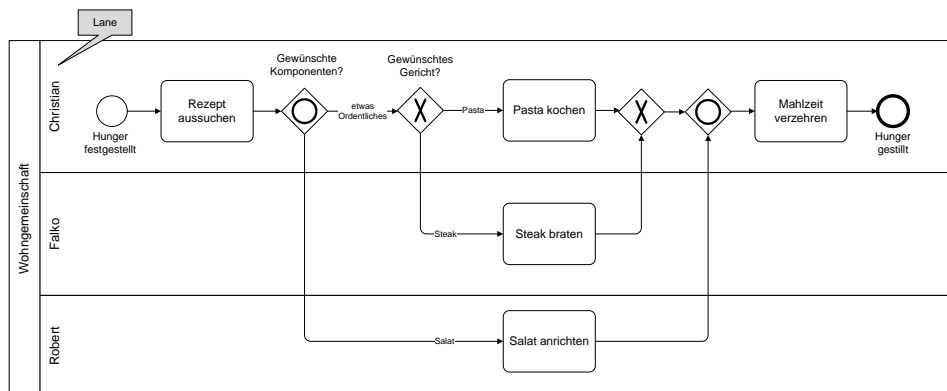 Lane
Wohngemeinschaft
Christian
Hunger
festgestellt
Rezept
aussuchen
Gewünschte
Komponenten?
etwas
Ordentliches
Gewünschtes
Gericht?
Pasta
Pasta kochen
Mahlzeit
verzehren
Hunger
gestillt
Falko
Steak
Steak braten
Robert
Salat
Salat anrichten